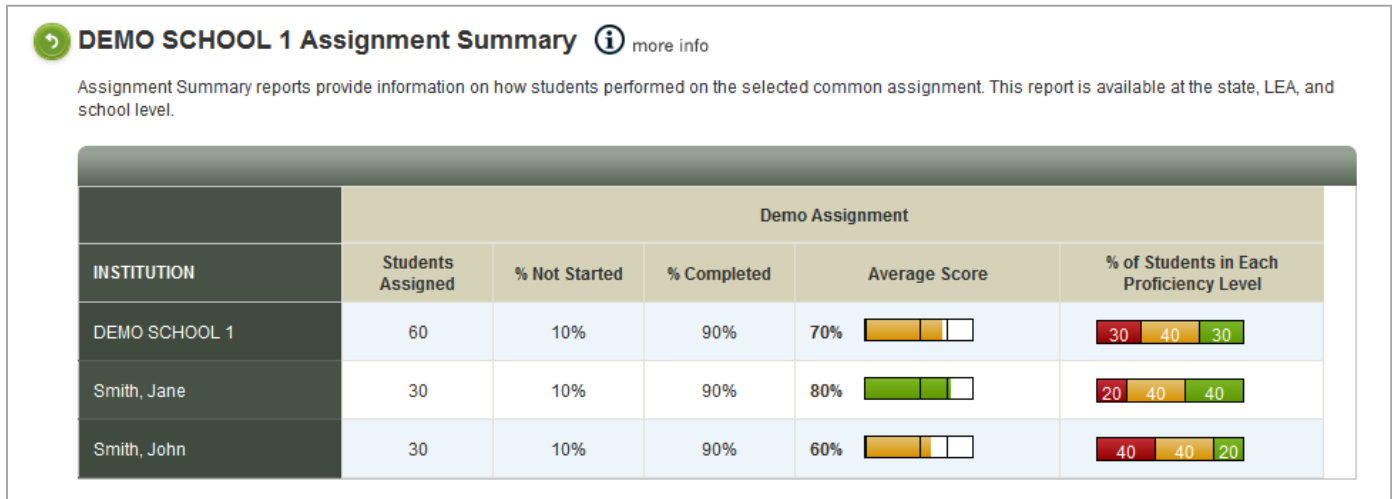 DEMO SCHOOL 1 Assignment Summary i more info
Assignment Summary reports provide information on how students performed on the selected common assignment. This report is available at the state, LEA, and
school level.
Demo Assignment
INSTITUTION Students Assigned % Not Started % Completed Average Score % of Students in Each Proficiency Level
DEMO SCHOOL 1 60 10% 90% 70% 30 40 30
Smith, Jane 30 10% 90% 80% 20 40 40
Smith, John 30 10% 90% 60% 40 40 20